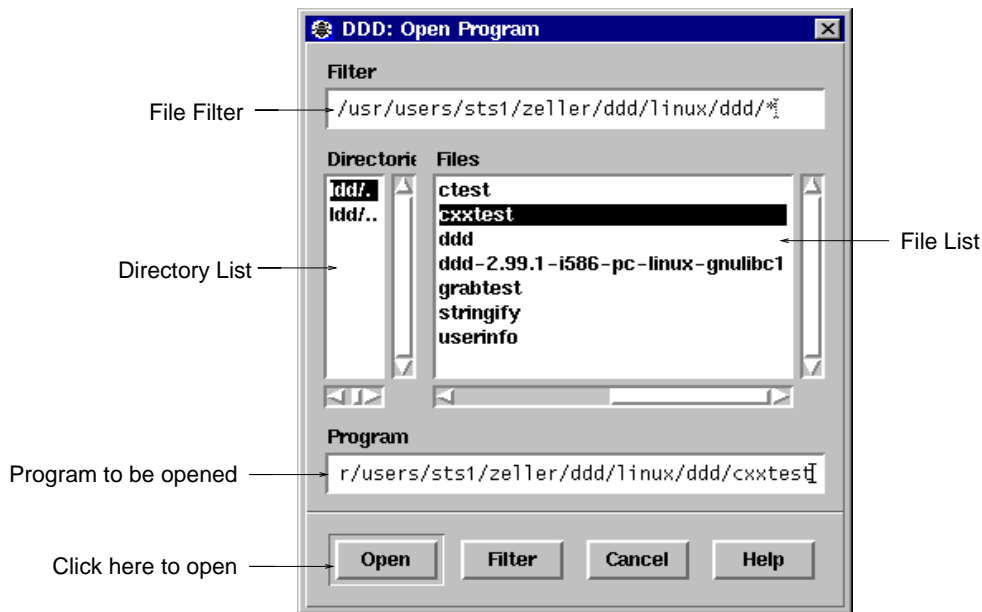 DDD: Open Program
Filter
File Filter
/usr/users/sts1/zeller/ddd/linux/ddd/*
Directorie Files
ldd/.
ldd/..
ctest
cxxtest
ddd
ddd-2.99.1-i586-pc-linux-gnulibc1
grabtest
stringify
userinfo
Directory List
File List
Program
Program to be opened
r/users/sts1/zeller/ddd/linux/ddd/cxxtest
Click here to open
Open Filter Cancel Help